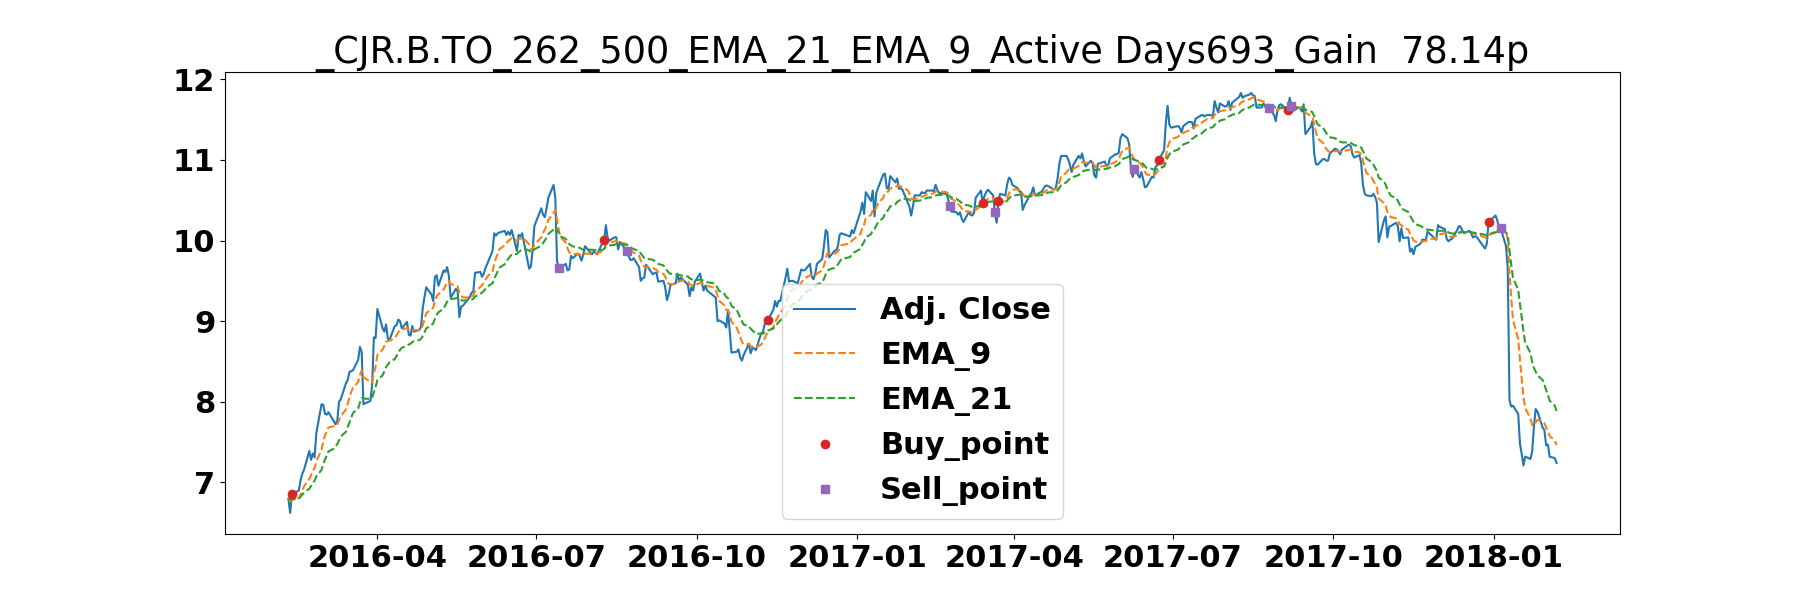 _CJR.B.TO_262_500_EMA_21_EMA_9_Active Days693_Gain  78.14p
12
11
10
9
8
7
Adj. Close
EMA_9
EMA_21
Buy_point
Sell_point
2016-04 2016-07 2016-10 2017-01 2017-04 2017-07 2017-10 2018-01